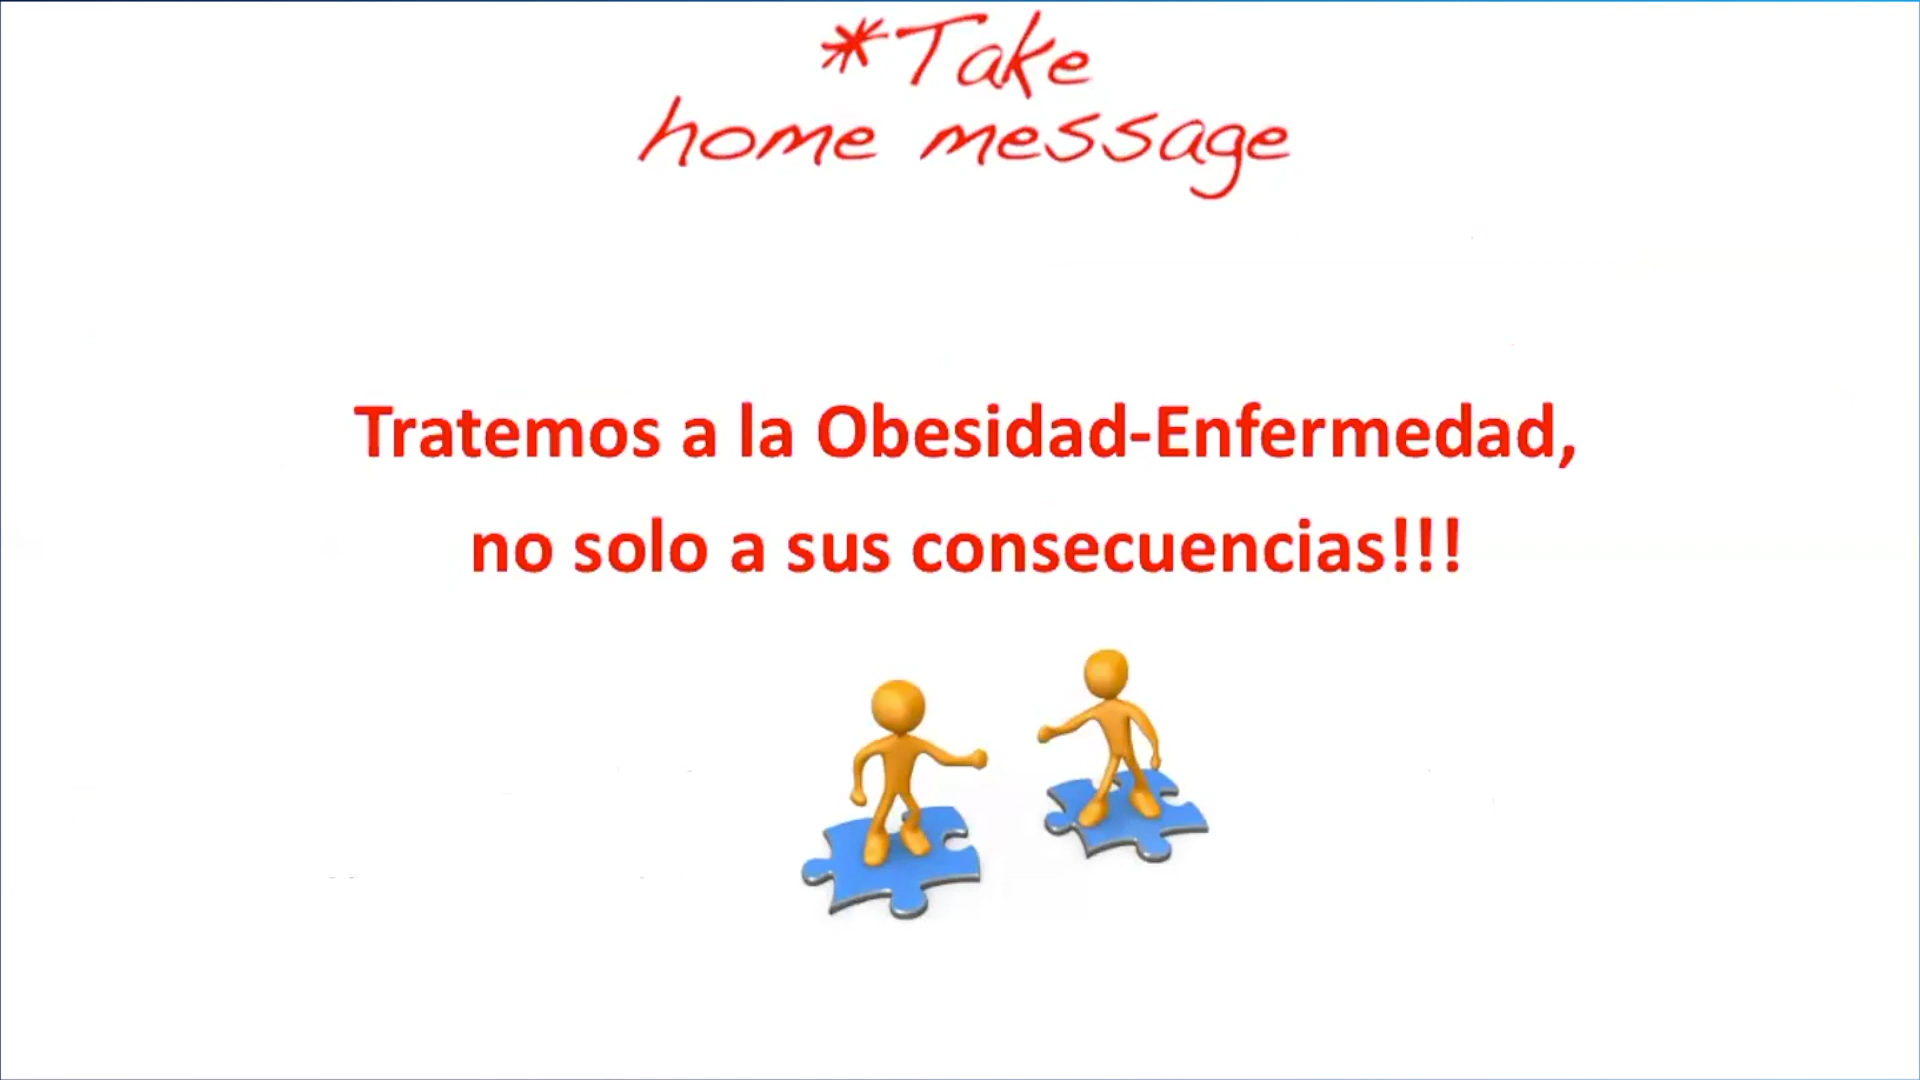 *Take
home message
Tratemos a la Obesidad-Enfermedad,
no solo a sus consecuencias!!!